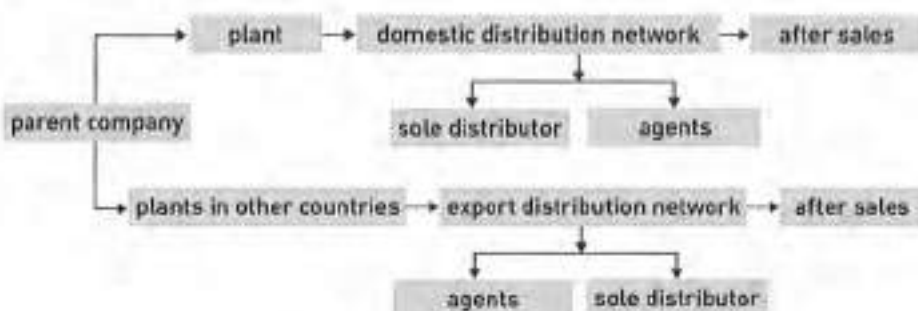 plant
domestic distribution network
after sales
parent company
sole distributor
agents
plants in other countries
export distribution network
after sales
agents
sole distributor